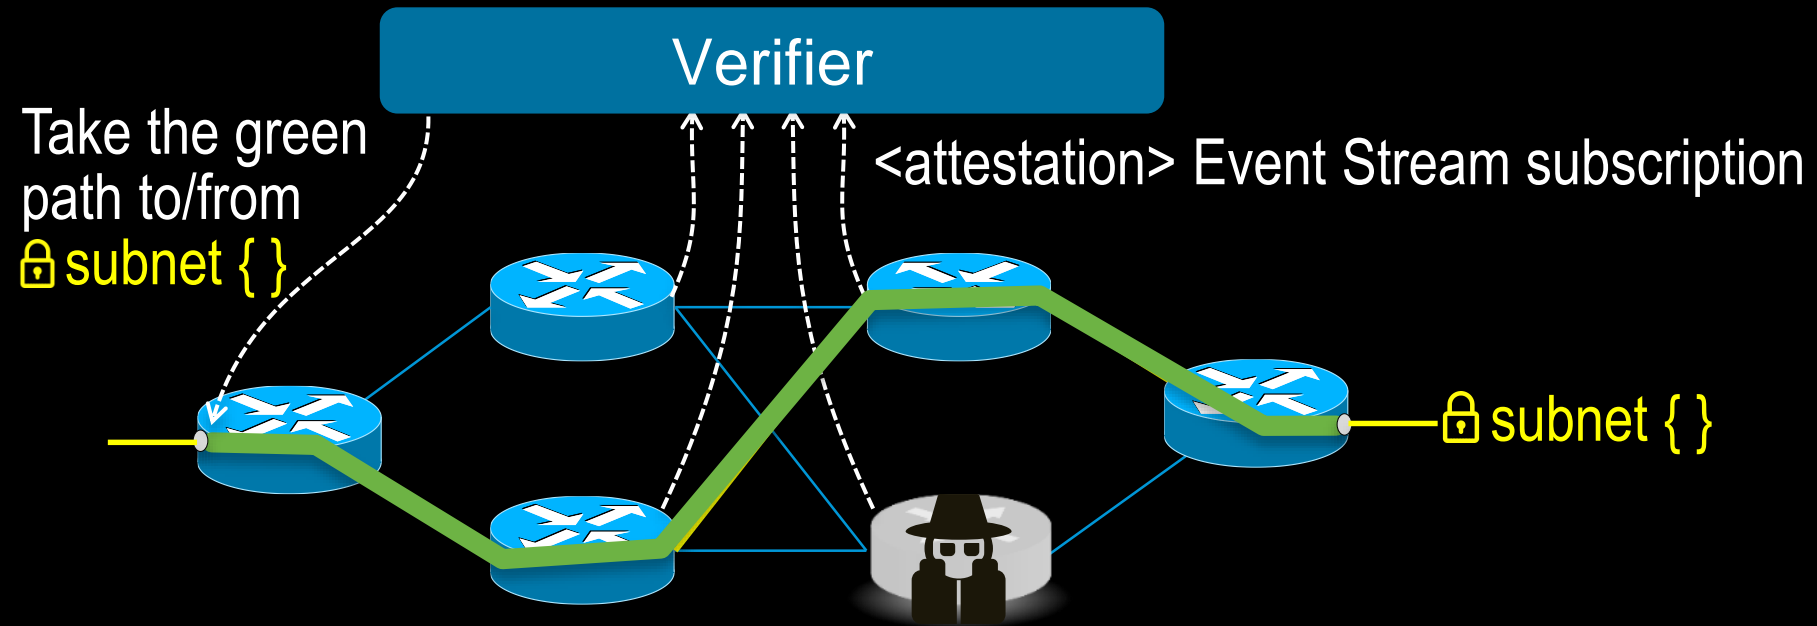 Verifier
Take the green
path to/from
subnet { }
<attestation> Event Stream subscription
subnet { }